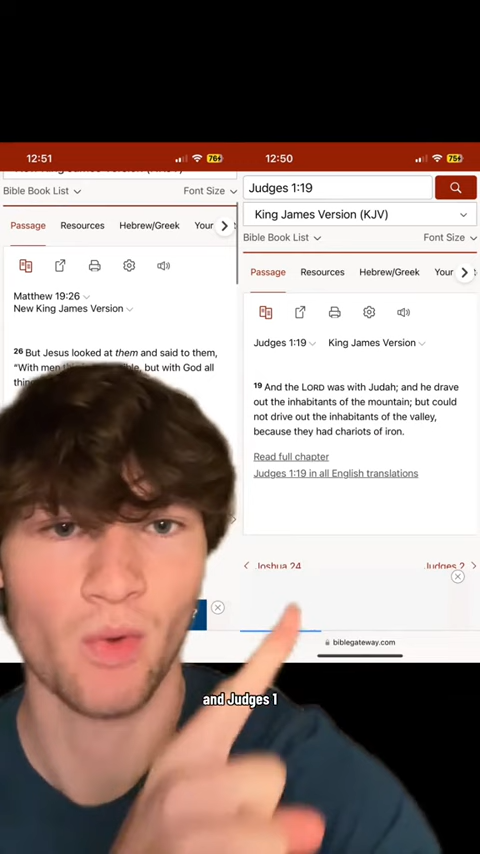 12:51
76
Bible Book List
Font Size
Passage
Resources
Hebrew/Greek
Your
Matthew 19:26
New King James Version
26 But Jesus looked at them and said to them,
"With men
but with God all
12:50
75
Judges 1:19
King James Version (KJV)
Bible Book List
Font Size
Passage
Resources
Hebrew/Greek
Your
Judges 1:19
King James Version
19 And the LORD was with Judah; and he drave
out the inhabitants of the mountain; but could
not drive out the inhabitants of the valley,
because they had chariots of iron.
Read full chapter
Judges 1:19 in all English translations
Joshua 24
Judges 2
biblegateway.com
and Judges 1